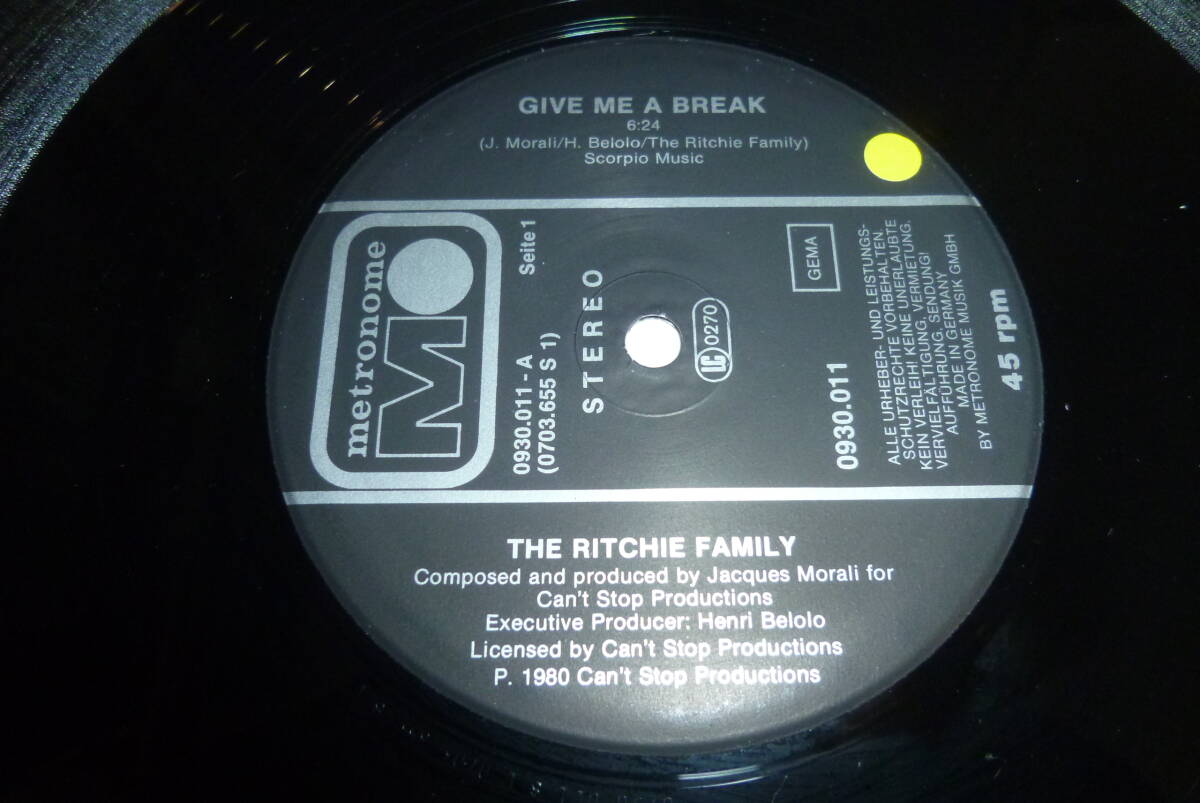 GIVE ME A BREAK
6:24
(J. Morali/H. Belolo/The Ritchie Family)
Scorpio Music
metronome
M
Seite 1
0930.011 - A
(0703.655 S 1)
STEREO
LC 0270
GEMA
0930.011
ALLE URHEBER- UND LEISTUNGS-
SCHUTZRECHTE VORBEHALTEN.
KEIN VERLEIH! KEINE UNERLAUBTE
VERVIELFÄLTIGUNG, VERMIETUNG,
AUFFÜHRUNG, SENDUNG!
MADE IN GERMANY
BY METRONOME MUSIK GMBH
45 rpm
THE RITCHIE FAMILY
Composed and produced by Jacques Morali for
Can't Stop Productions
Executive Producer: Henri Belolo
Licensed by Can't Stop Productions
P. 1980 Can't Stop Productions